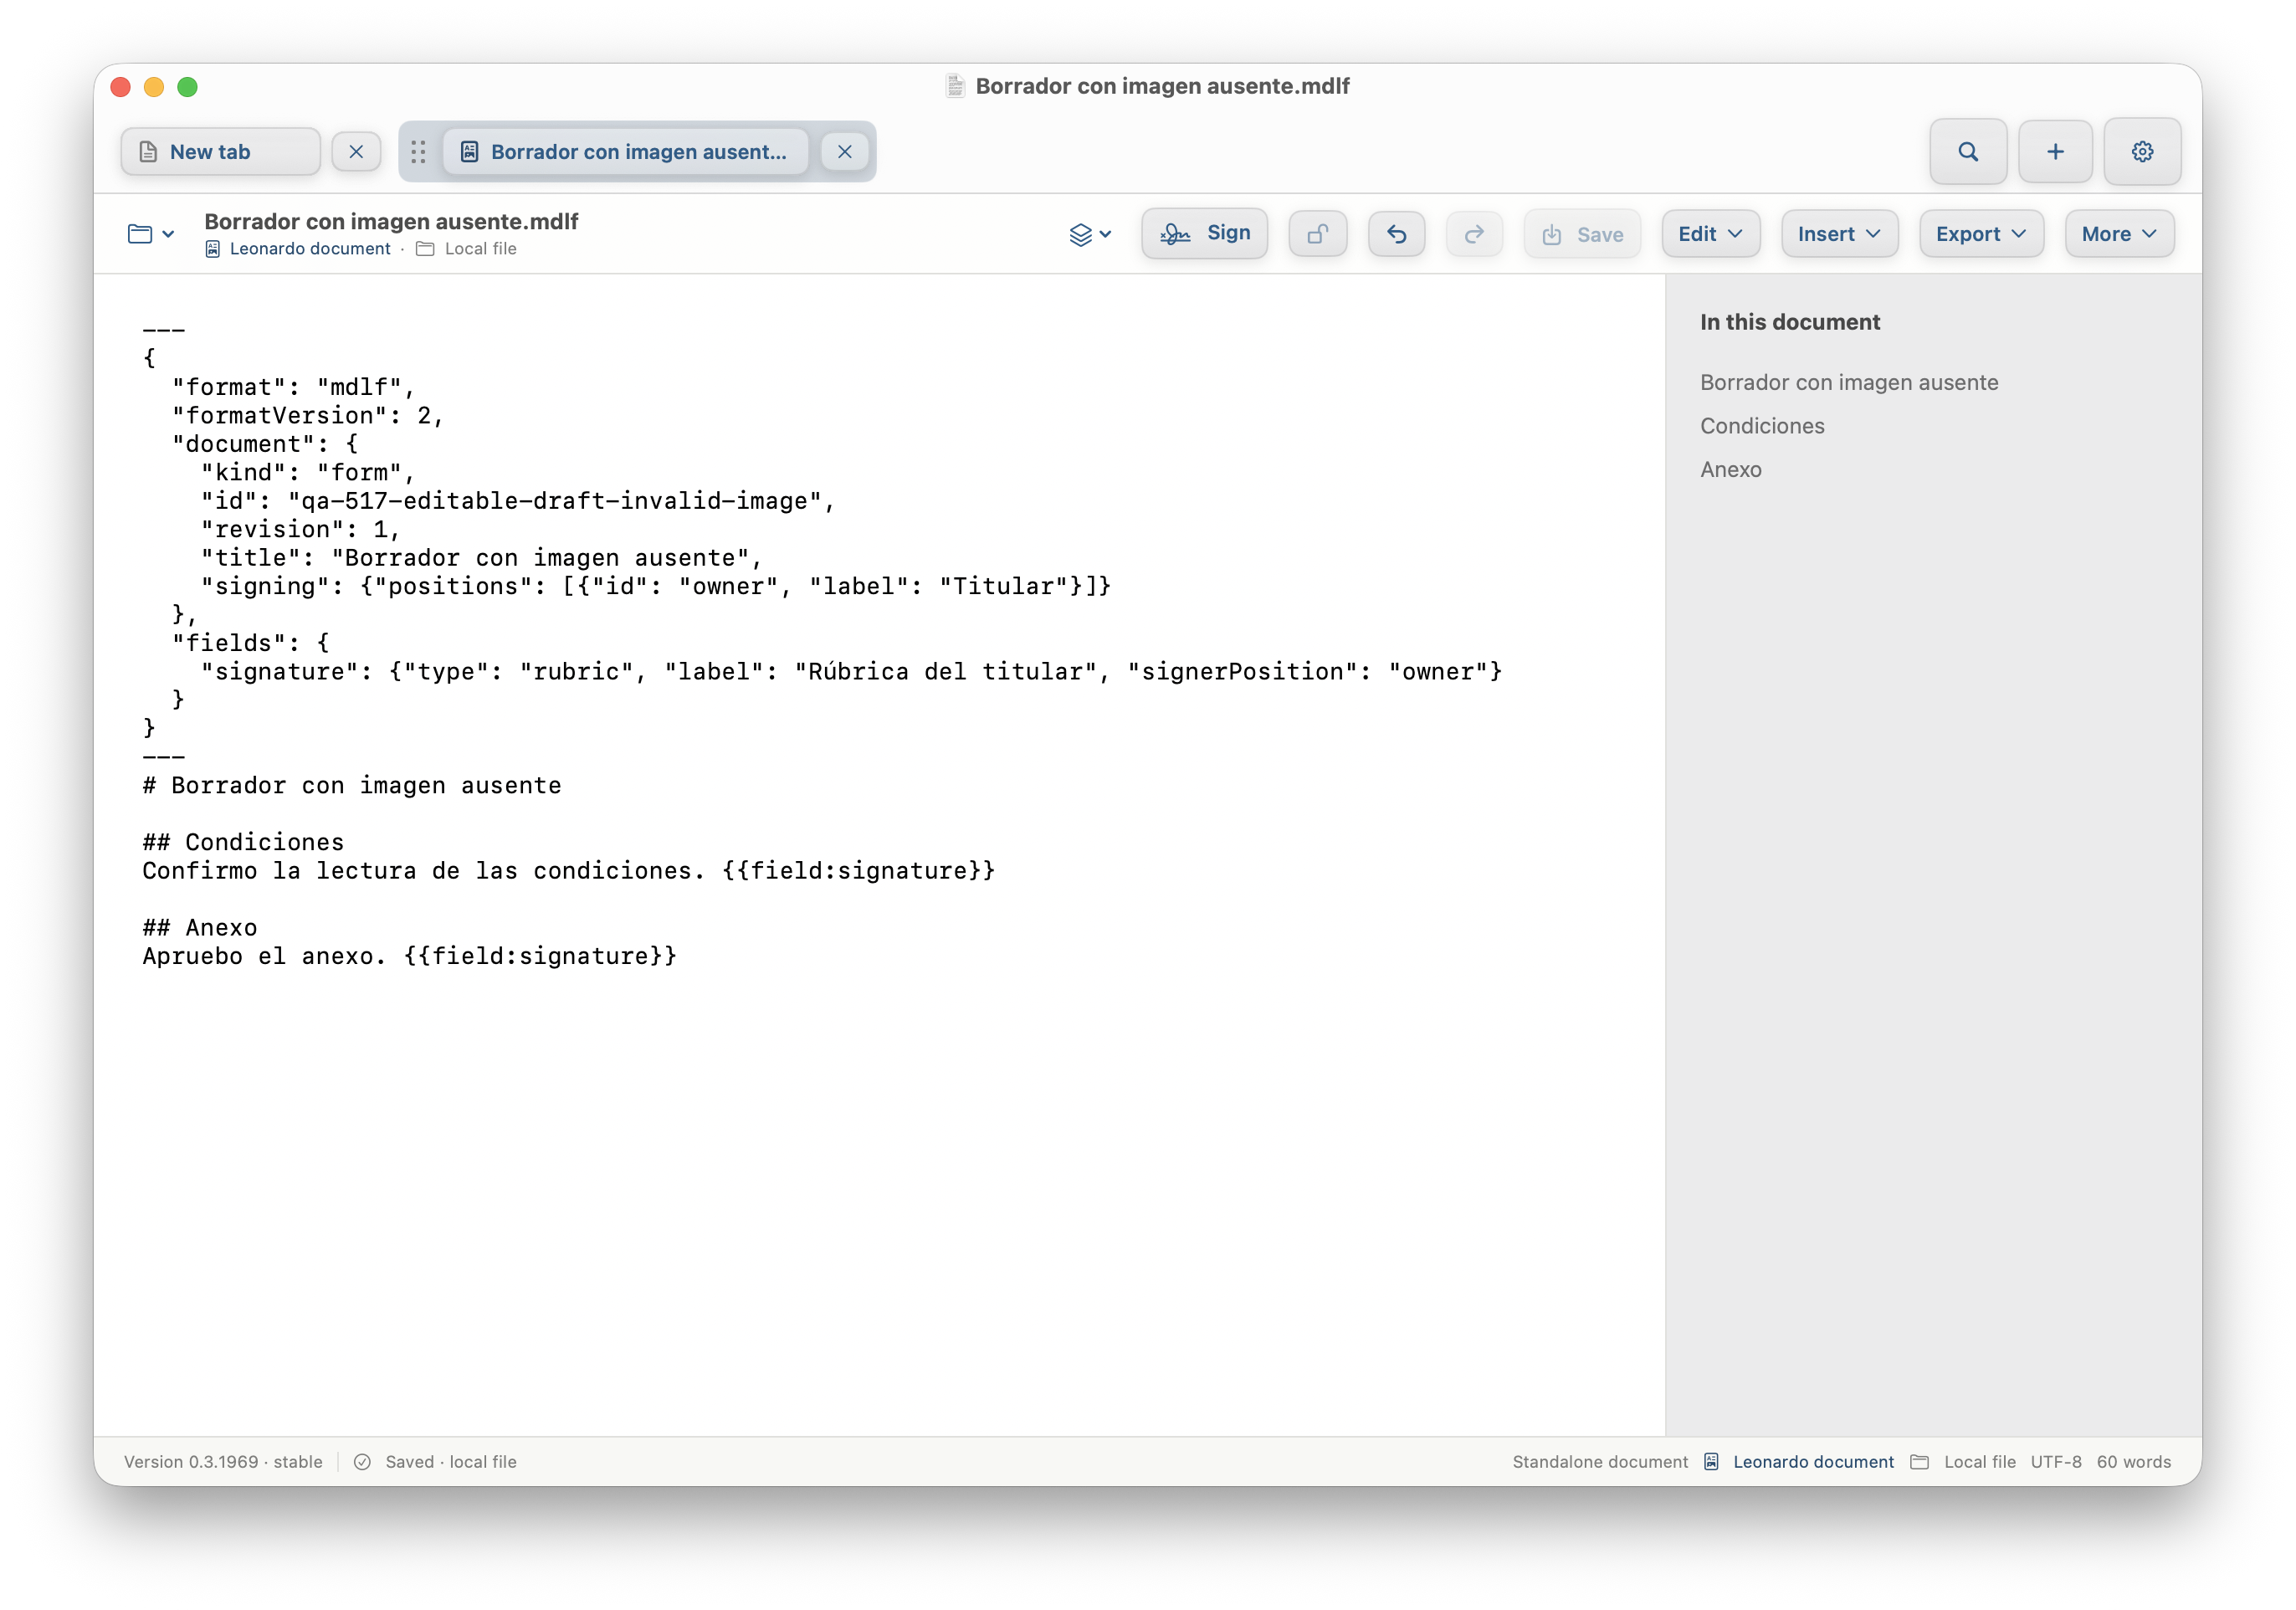 Borrador con imagen ausente.mdlf
New tab
Borrador con imagen ausent...
Borrador con imagen ausente.mdlf
Leonardo document · Local file
Sign
Save
Edit
Insert
Export
More
---
{
  "format": "mdlf",
  "formatVersion": 2,
  "document": {
    "kind": "form",
    "id": "qa-517-editable-draft-invalid-image",
    "revision": 1,
    "title": "Borrador con imagen ausente",
    "signing": {"positions": [{"id": "owner", "label": "Titular"}]}
  },
  "fields": {
    "signature": {"type": "rubric", "label": "Rúbrica del titular", "signerPosition": "owner"}
  }
}
---
# Borrador con imagen ausente

## Condiciones
Confirmo la lectura de las condiciones. {{field:signature}}

## Anexo
Apruebo el anexo. {{field:signature}}
In this document
Borrador con imagen ausente
Condiciones
Anexo
Version 0.3.1969 · stable
Saved · local file
Standalone document
Leonardo document
Local file
UTF-8
60 words